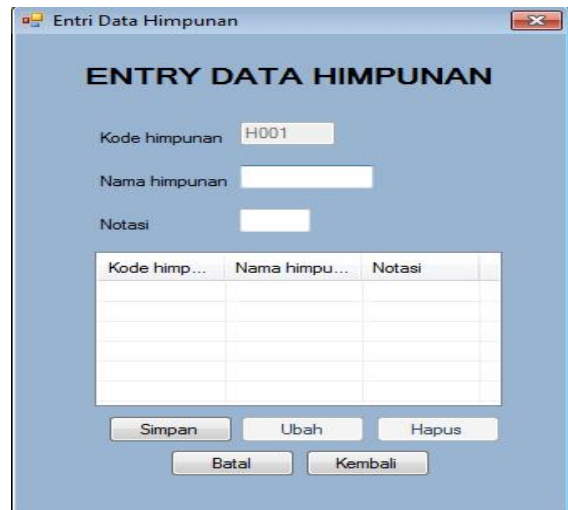 Entri Data Himpunan
ENTRY DATA HIMPUNAN
Kode himpunan H001
Nama himpunan
Notasi
Kode himp... Nama himpu... Notasi
Simpan Ubah Hapus
Batal Kembali